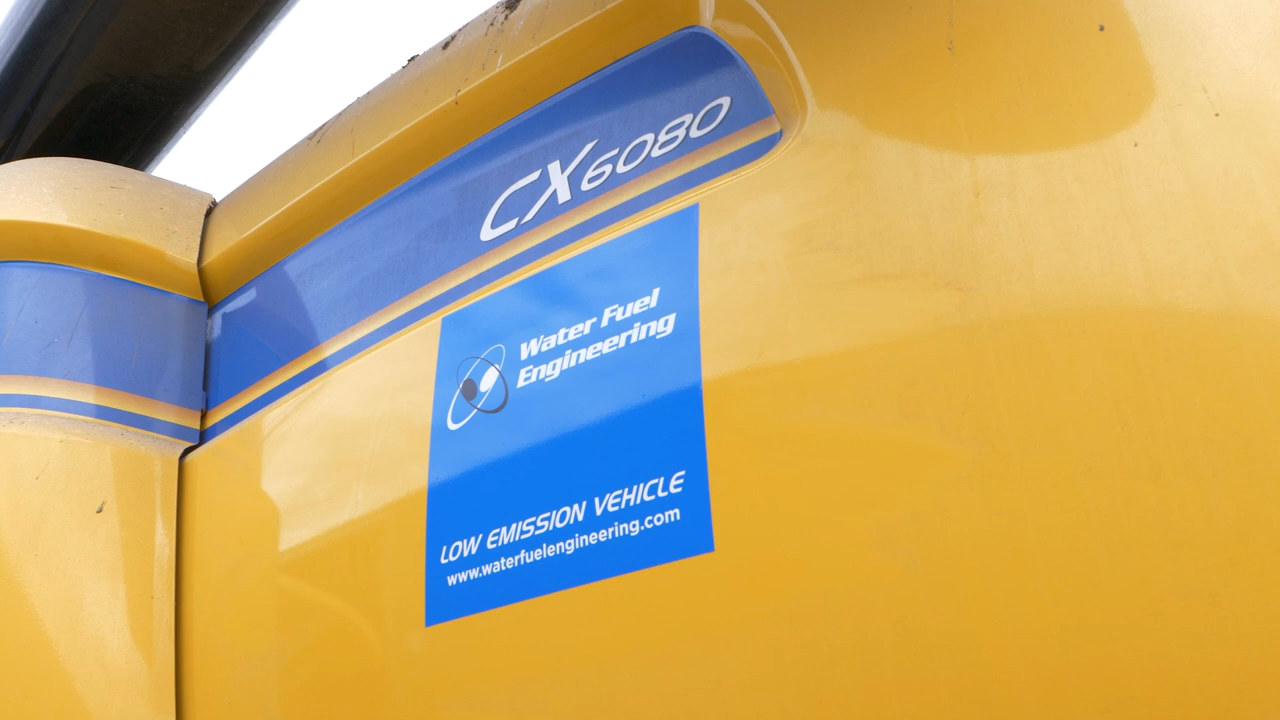 CX6080
Water Fuel
Engineering
LOW EMISSION VEHICLE
www.waterfuelengineering.com